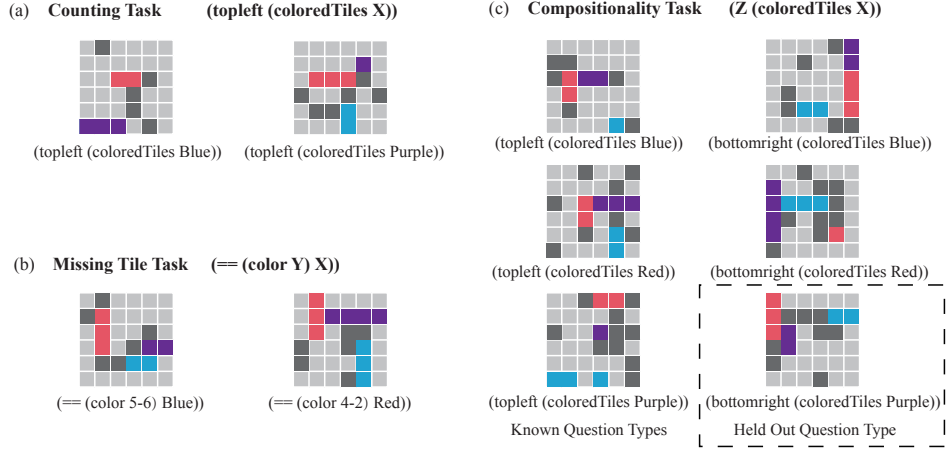 (a) Counting Task (topleft (coloredTiles X))
(topleft (coloredTiles Blue)) (topleft (coloredTiles Purple))
(b) Missing Tile Task (== (color Y) X))
(== (color 5-6) Blue)) (== (color 4-2) Red))
(c) Compositionality Task (Z (coloredTiles X))
(topleft (coloredTiles Blue)) (bottomright (coloredTiles Blue))
(topleft (coloredTiles Red)) (bottomright (coloredTiles Red))
(topleft (coloredTiles Purple)) (bottomright (coloredTiles Purple))
Known Question Types Held Out Question Type